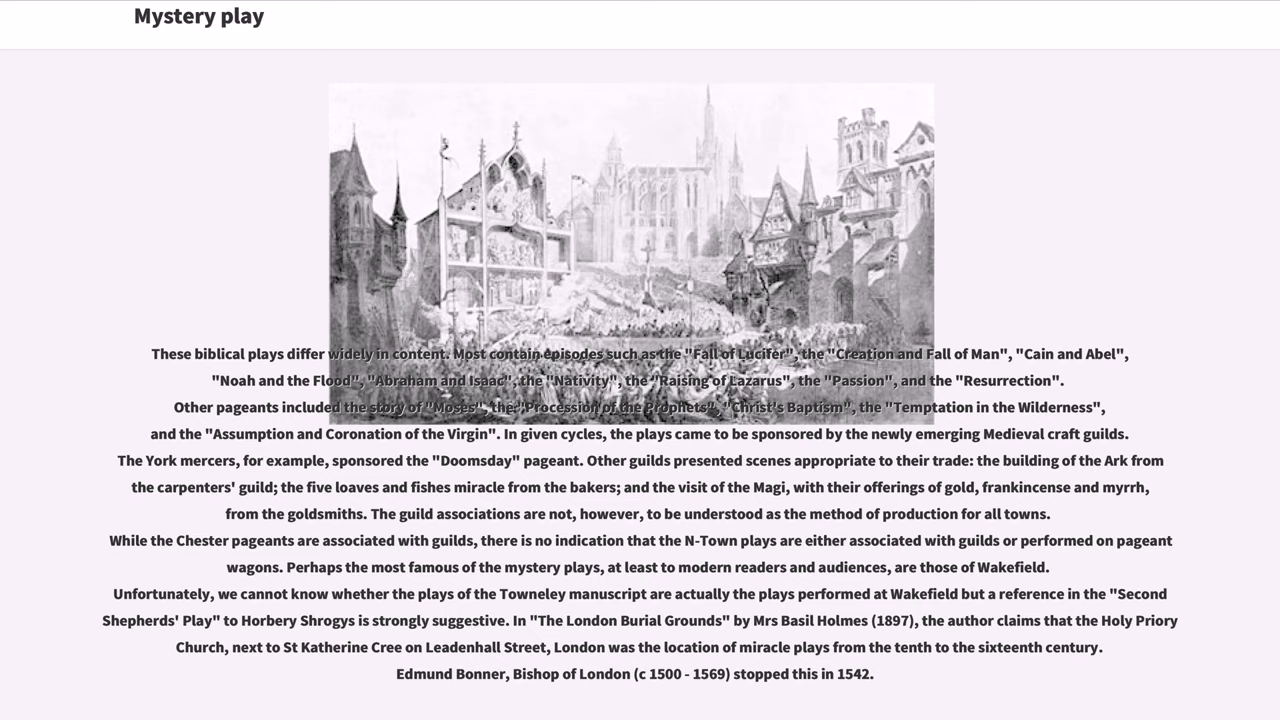 Mystery play
These biblical plays differ widely in content. Most contain episodes such as the "Fall of Lucifer", the "Creation and Fall of Man", "Cain and Abel",
"Noah and the Flood", "Abraham and Isaac", the "Nativity", the "Raising of Lazarus", the "Passion", and the "Resurrection".
Other pageants included the story of "Moses", the "Procession of the Prophets", "Christ's Baptism", the "Temptation in the Wilderness",
and the "Assumption and Coronation of the Virgin". In given cycles, the plays came to be sponsored by the newly emerging Medieval craft guilds.
The York mercers, for example, sponsored the "Doomsday" pageant. Other guilds presented scenes appropriate to their trade: the building of the Ark from
the carpenters' guild; the five loaves and fishes miracle from the bakers; and the visit of the Magi, with their offerings of gold, frankincense and myrrh,
from the goldsmiths. The guild associations are not, however, to be understood as the method of production for all towns.
While the Chester pageants are associated with guilds, there is no indication that the N-Town plays are either associated with guilds or performed on pageant
wagons. Perhaps the most famous of the mystery plays, at least to modern readers and audiences, are those of Wakefield.
Unfortunately, we cannot know whether the plays of the Towneley manuscript are actually the plays performed at Wakefield but a reference in the "Second
Shepherds' Play" to Horbery Shrogys is strongly suggestive. In "The London Burial Grounds" by Mrs Basil Holmes (1897), the author claims that the Holy Priory
Church, next to St Katherine Cree on Leadenhall Street, London was the location of miracle plays from the tenth to the sixteenth century.
Edmund Bonner, Bishop of London (c 1500 - 1569) stopped this in 1542.